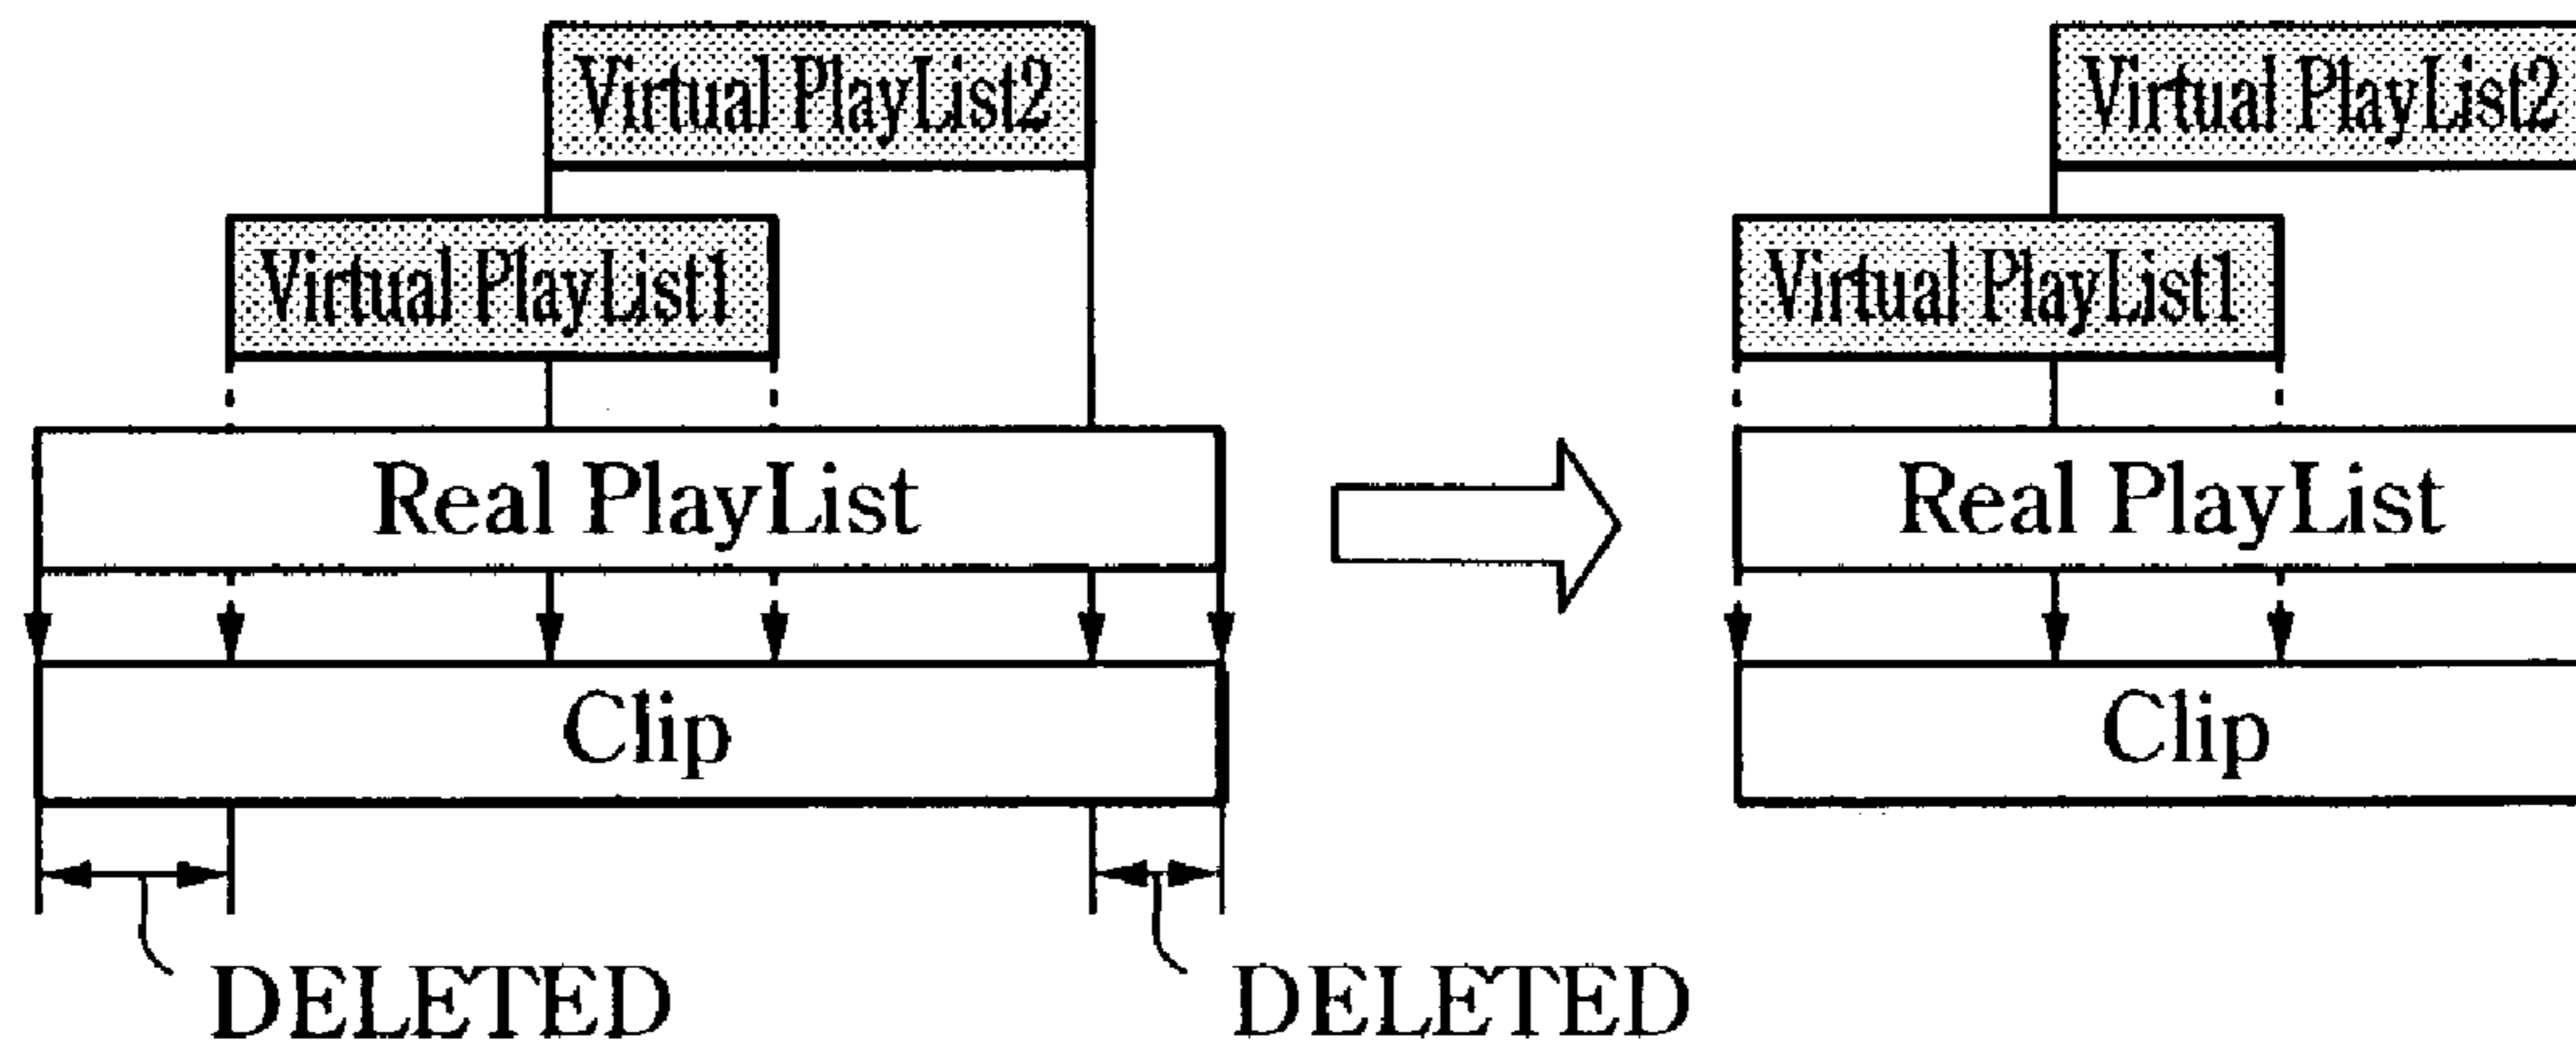 Virtual PlayList2
Virtual PlayList1
Real PlayList
Clip
DELETED
DELETED
Virtual PlayList2
Virtual PlayList1
Real PlayList
Clip